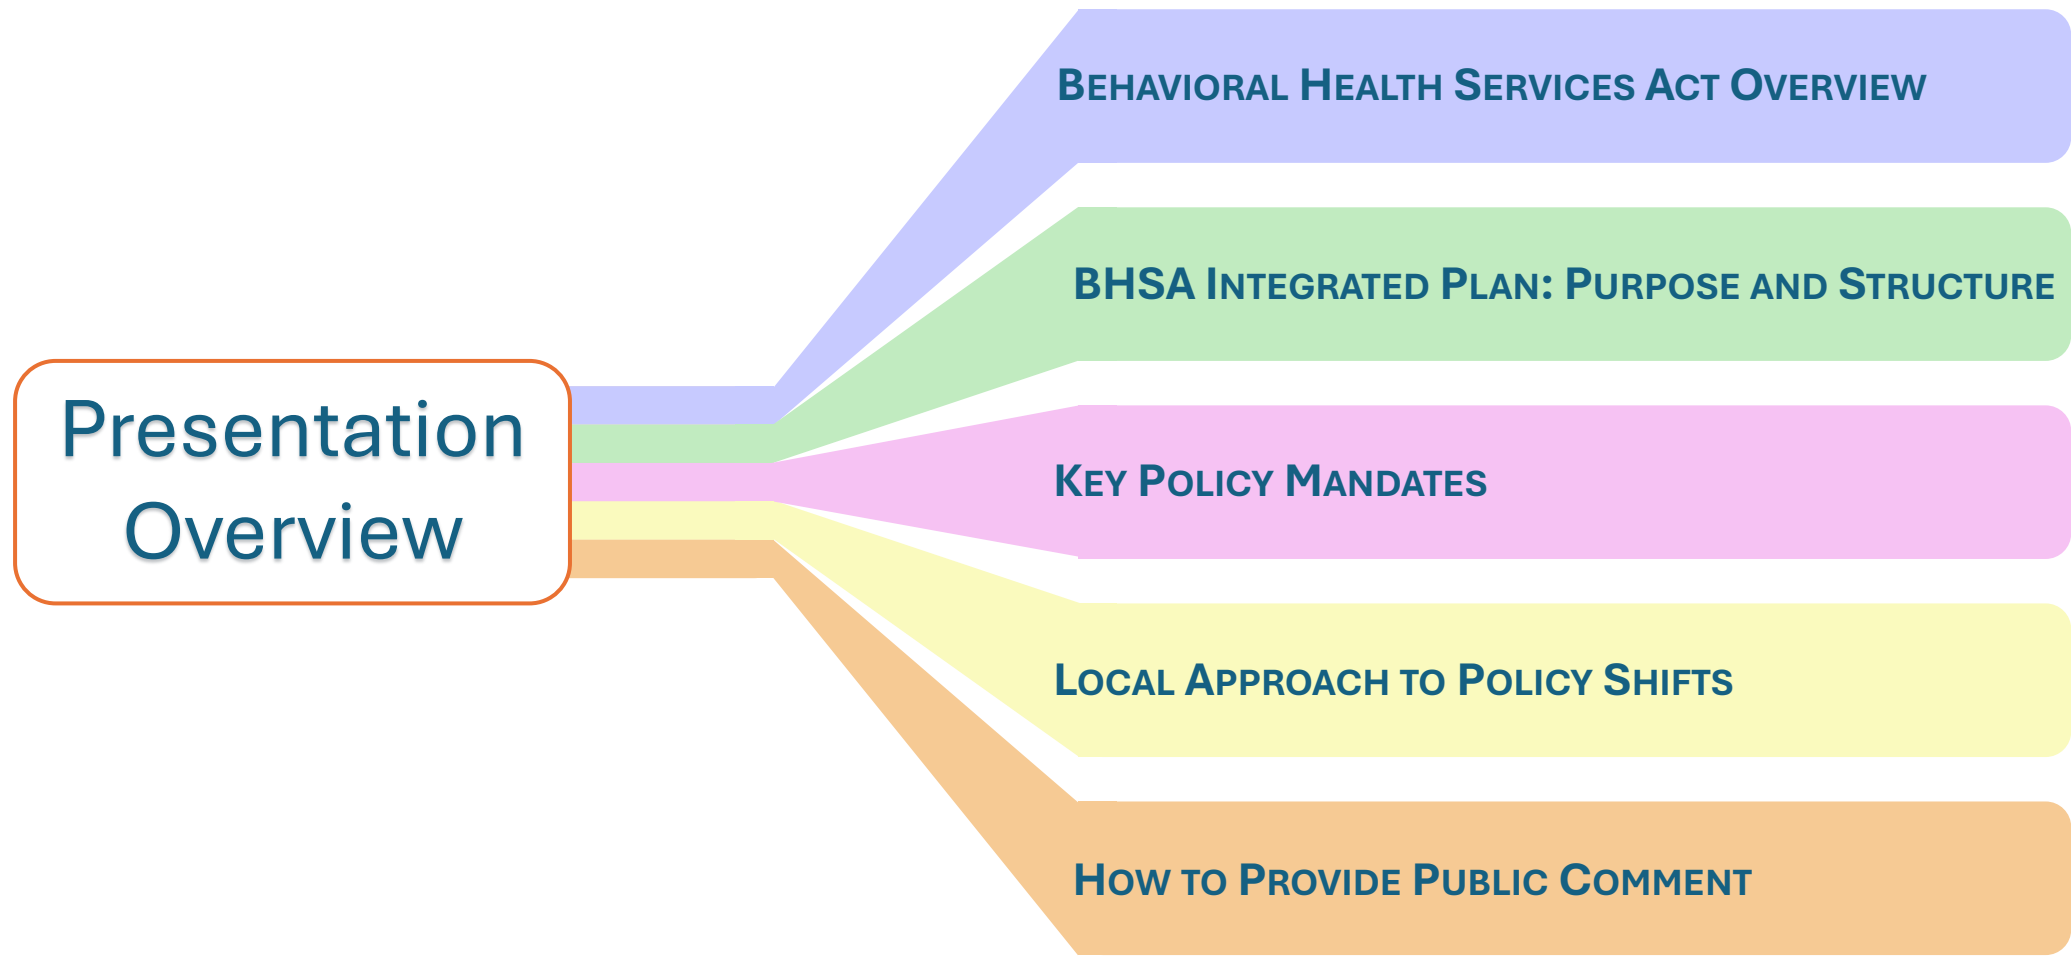 Presentation
Overview
BEHAVIORAL HEALTH SERVICES ACT OVERVIEW
BHSA INTEGRATED PLAN: PURPOSE AND STRUCTURE
KEY POLICY MANDATES
LOCAL APPROACH TO POLICY SHIFTS
HOW TO PROVIDE PUBLIC COMMENT